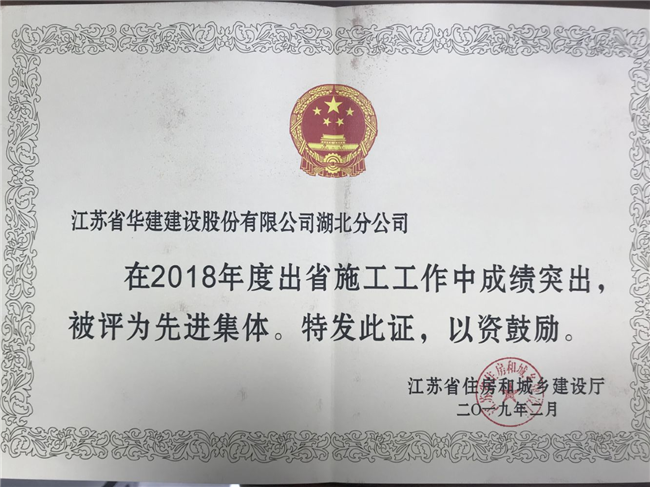 江苏省华建建设股份有限公司湖北分公司
在2018年度出省施工工作中成绩突出，
被评为先进集体。特发此证，以资鼓励。
江苏省住房和城乡建设厅
二〇一九年二月